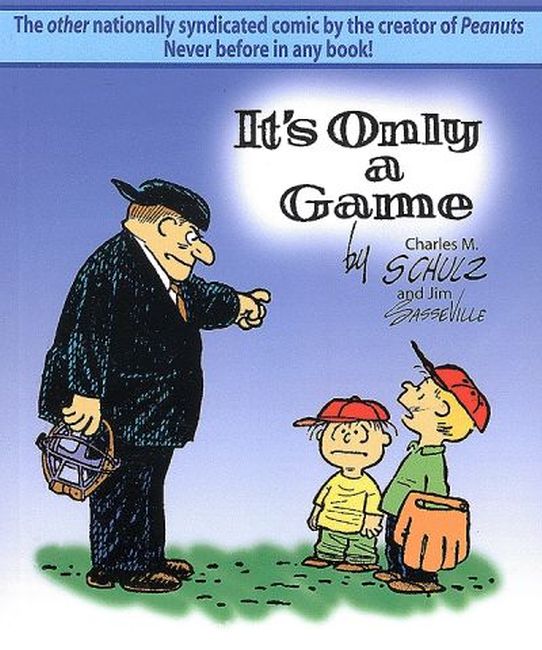 The other nationally syndicated comic by the creator of Peanuts
Never before in any book!
It's Only
a
Game
by Charles M.
SCHULZ
and Jim
SASSEVILLE